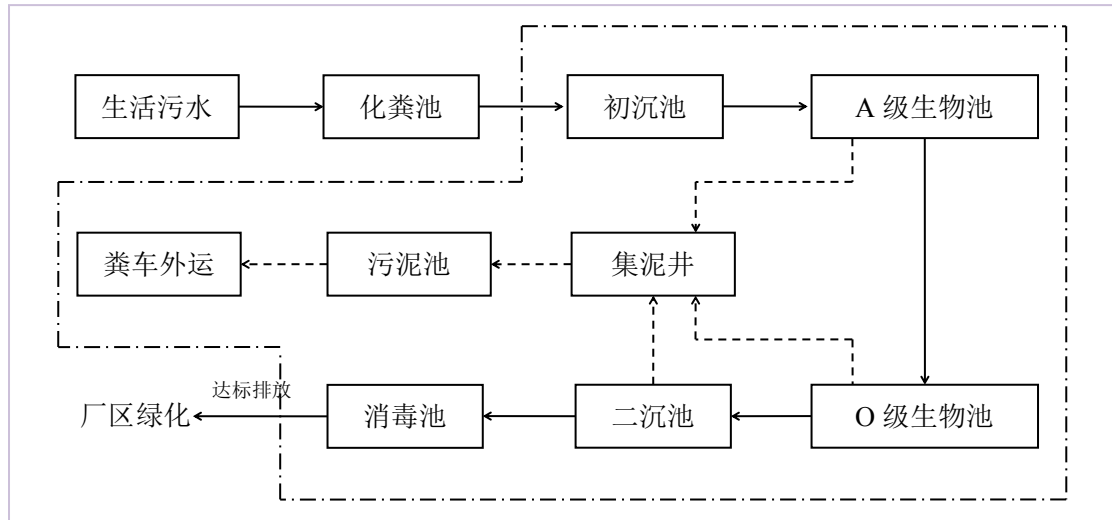 生活污水
化粪池
初沉池
A 级生物池
粪车外运
污泥池
集泥井
达标排放
厂区绿化
消毒池
二沉池
O 级生物池